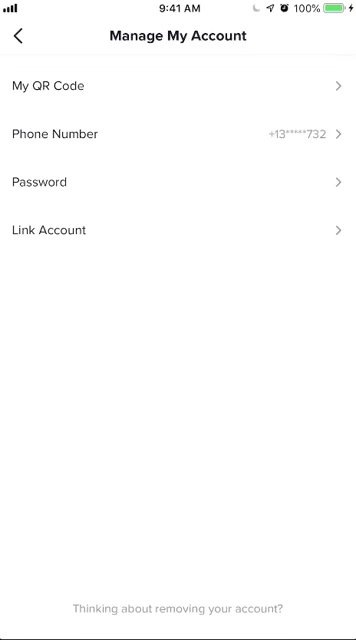 9:41 AM 100%
Manage My Account
My QR Code
Phone Number +13*****732
Password
Link Account
Thinking about removing your account?